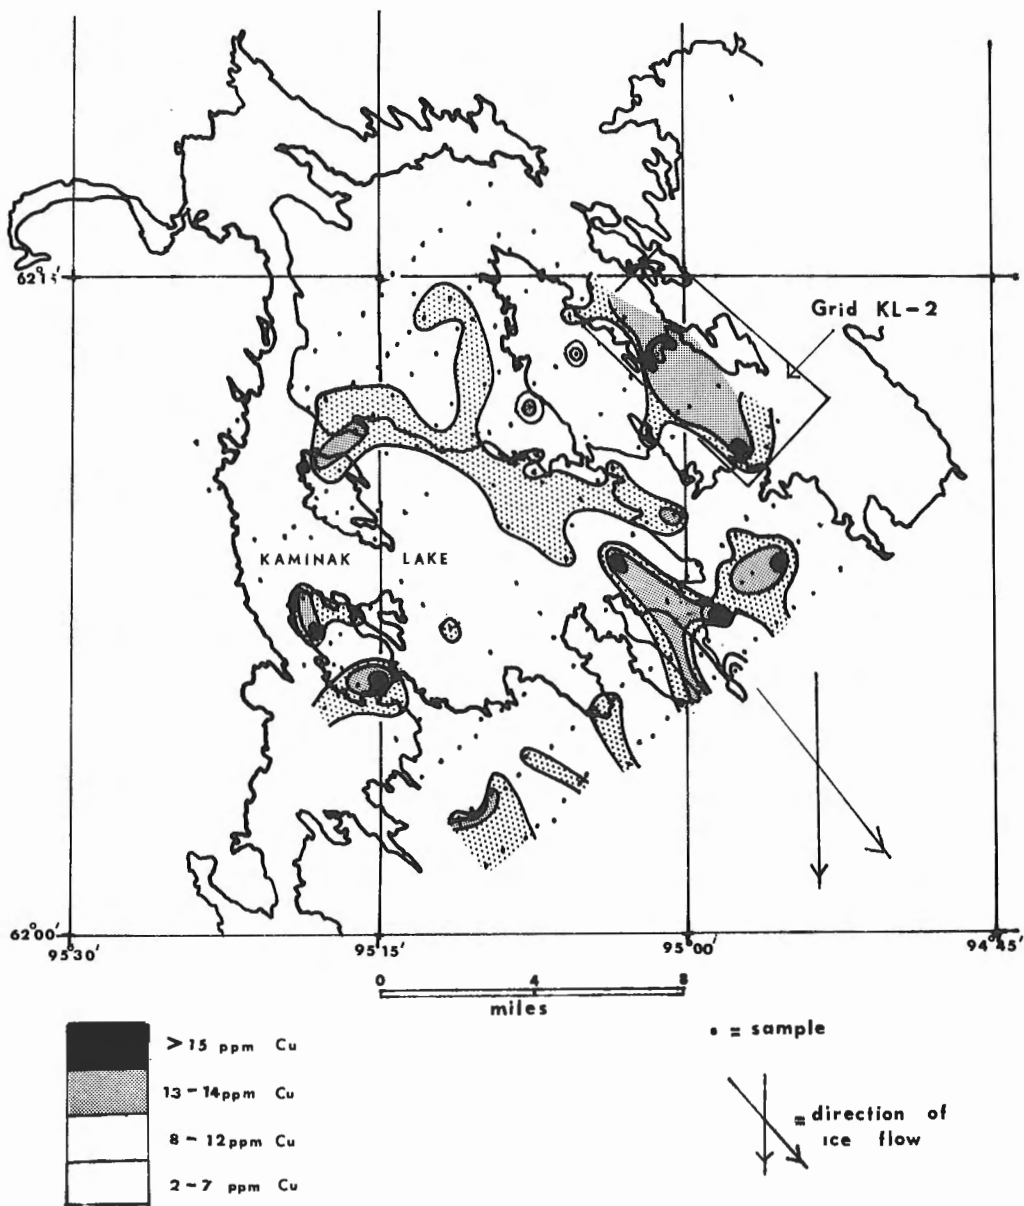 62°15'
Grid KL-2
KAMINAK LAKE
62°00'
95°30' 95°15' 95°00' 94°45'
0 4 8
miles
>15 ppm Cu
13-14ppm Cu
8-12ppm Cu
2-7 ppm Cu
• = sample
= direction of
ice flow